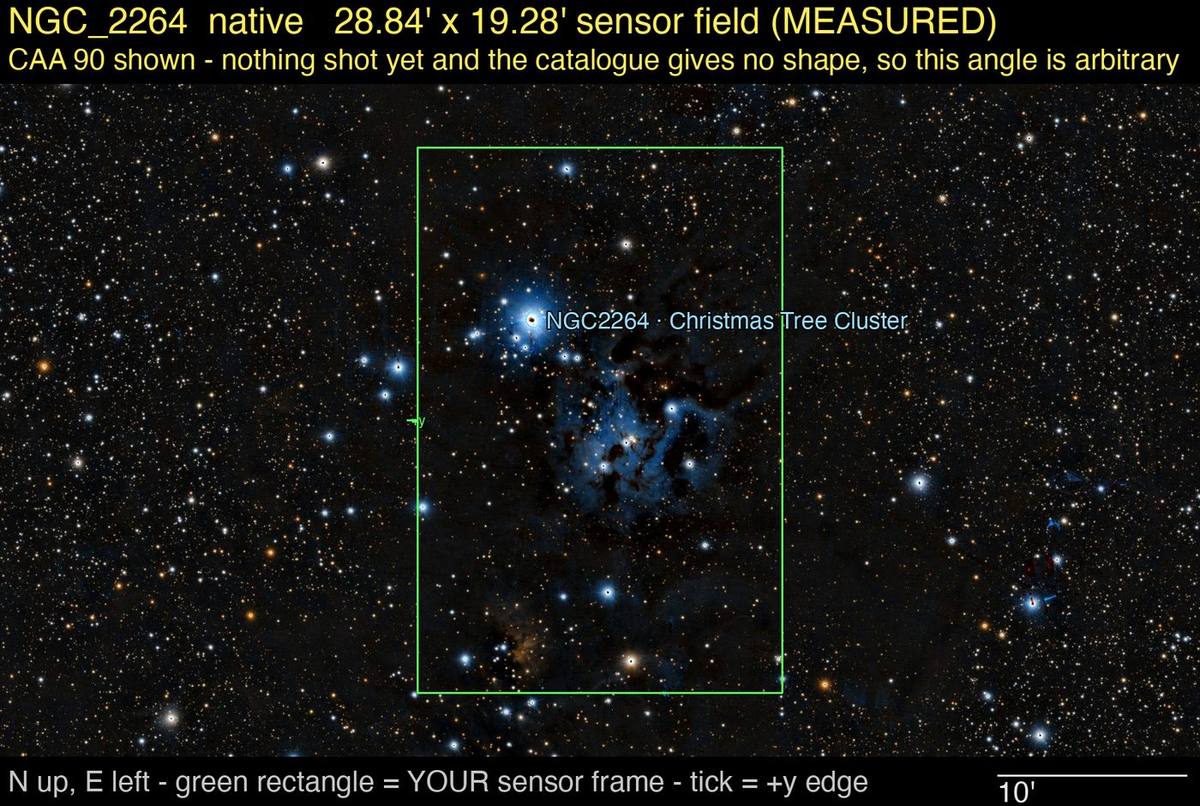 NGC_2264 native 28.84' x 19.28' sensor field (MEASURED)
CAA 90 shown - nothing shot yet and the catalogue gives no shape, so this angle is arbitrary
NGC2264 · Christmas Tree Cluster
+y
N up, E left - green rectangle = YOUR sensor frame - tick = +y edge
10'